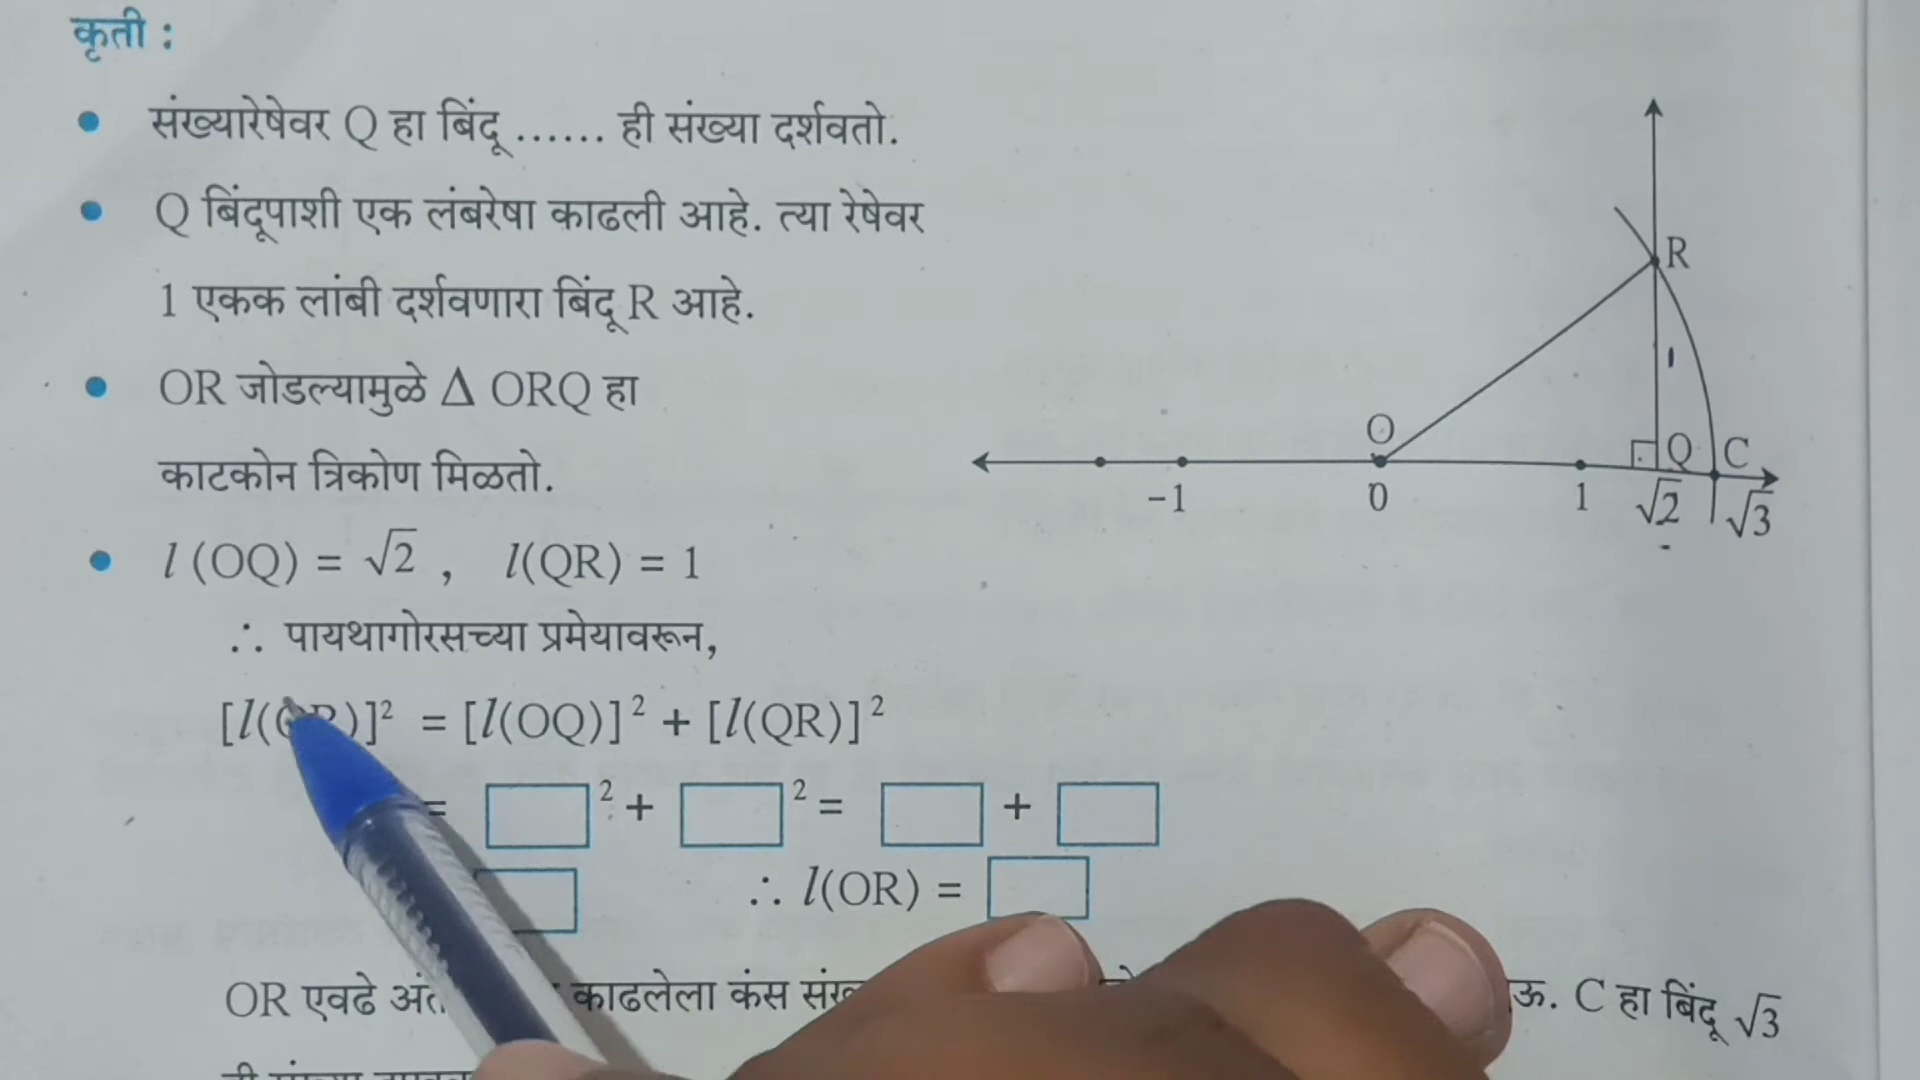 कृती :
• संख्यारेषेवर Q हा बिंदू ...... ही संख्या दर्शवतो.
• Q बिंदूपाशी एक लंबरेषा काढली आहे. त्या रेषेवर
1 एकक लांबी दर्शवणारा बिंदू R आहे.
• OR जोडल्यामुळे Δ ORQ हा
काटकोन त्रिकोण मिळतो.
• l (OQ) = √2 , l(QR) = 1
∴ पायथागोरसच्या प्रमेयावरून,
[l(OR)]² = [l(OQ)]² + [l(QR)]²
= ² + ² = +
∴ l(OR) =
OR एवढे काढलेला कंस C हा बिंदू √3
R
1
O Q C
-1 0 1 √2 √3